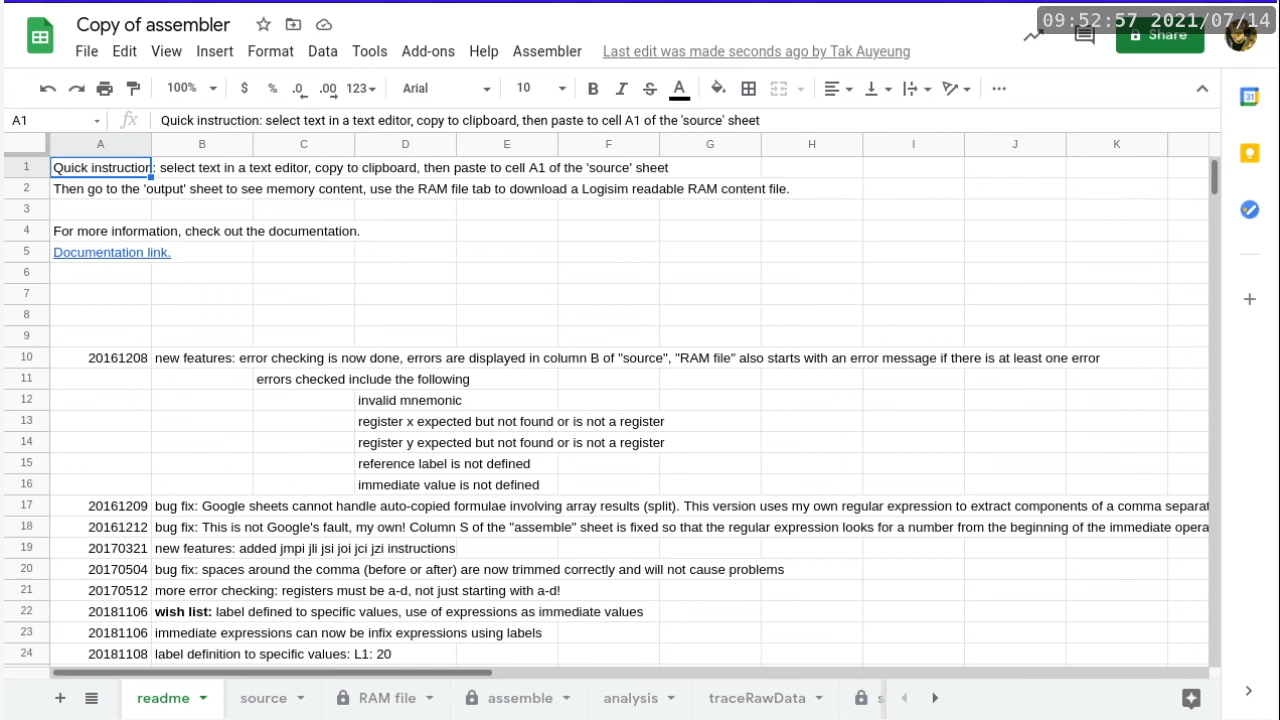 Copy of assembler
09:52:57 2021/07/14
Share
File Edit View Insert Format Data Tools Add-ons Help Assembler Last edit was made seconds ago by Tak Auyeung
100% $ % .0 .00 123 Arial 10 B I S A
A1 fx Quick instruction: select text in a text editor, copy to clipboard, then paste to cell A1 of the 'source' sheet
A B C D E F G H I J K
1 Quick instruction: select text in a text editor, copy to clipboard, then paste to cell A1 of the 'source' sheet
2 Then go to the 'output' sheet to see memory content, use the RAM file tab to download a Logisim readable RAM content file.
3
4 For more information, check out the documentation.
5 Documentation link.
6
7
8
9
10 20161208 new features: error checking is now done, errors are displayed in column B of "source", "RAM file" also starts with an error message if there is at least one error
11 errors checked include the following
12 invalid mnemonic
13 register x expected but not found or is not a register
14 register y expected but not found or is not a register
15 reference label is not defined
16 immediate value is not defined
17 20161209 bug fix: Google sheets cannot handle auto-copied formulae involving array results (split). This version uses my own regular expression to extract components of a comma separat
18 20161212 bug fix: This is not Google's fault, my own! Column S of the "assemble" sheet is fixed so that the regular expression looks for a number from the beginning of the immediate opera
19 20170321 new features: added jmpi jli jsi joi jci jzi instructions
20 20170504 bug fix: spaces around the comma (before or after) are now trimmed correctly and will not cause problems
21 20170512 more error checking: registers must be a-d, not just starting with a-d!
22 20181106 wish list: label defined to specific values, use of expressions as immediate values
23 20181106 immediate expressions can now be infix expressions using labels
24 20181108 label definition to specific values: L1: 20
readme source RAM file assemble analysis traceRawData s
31